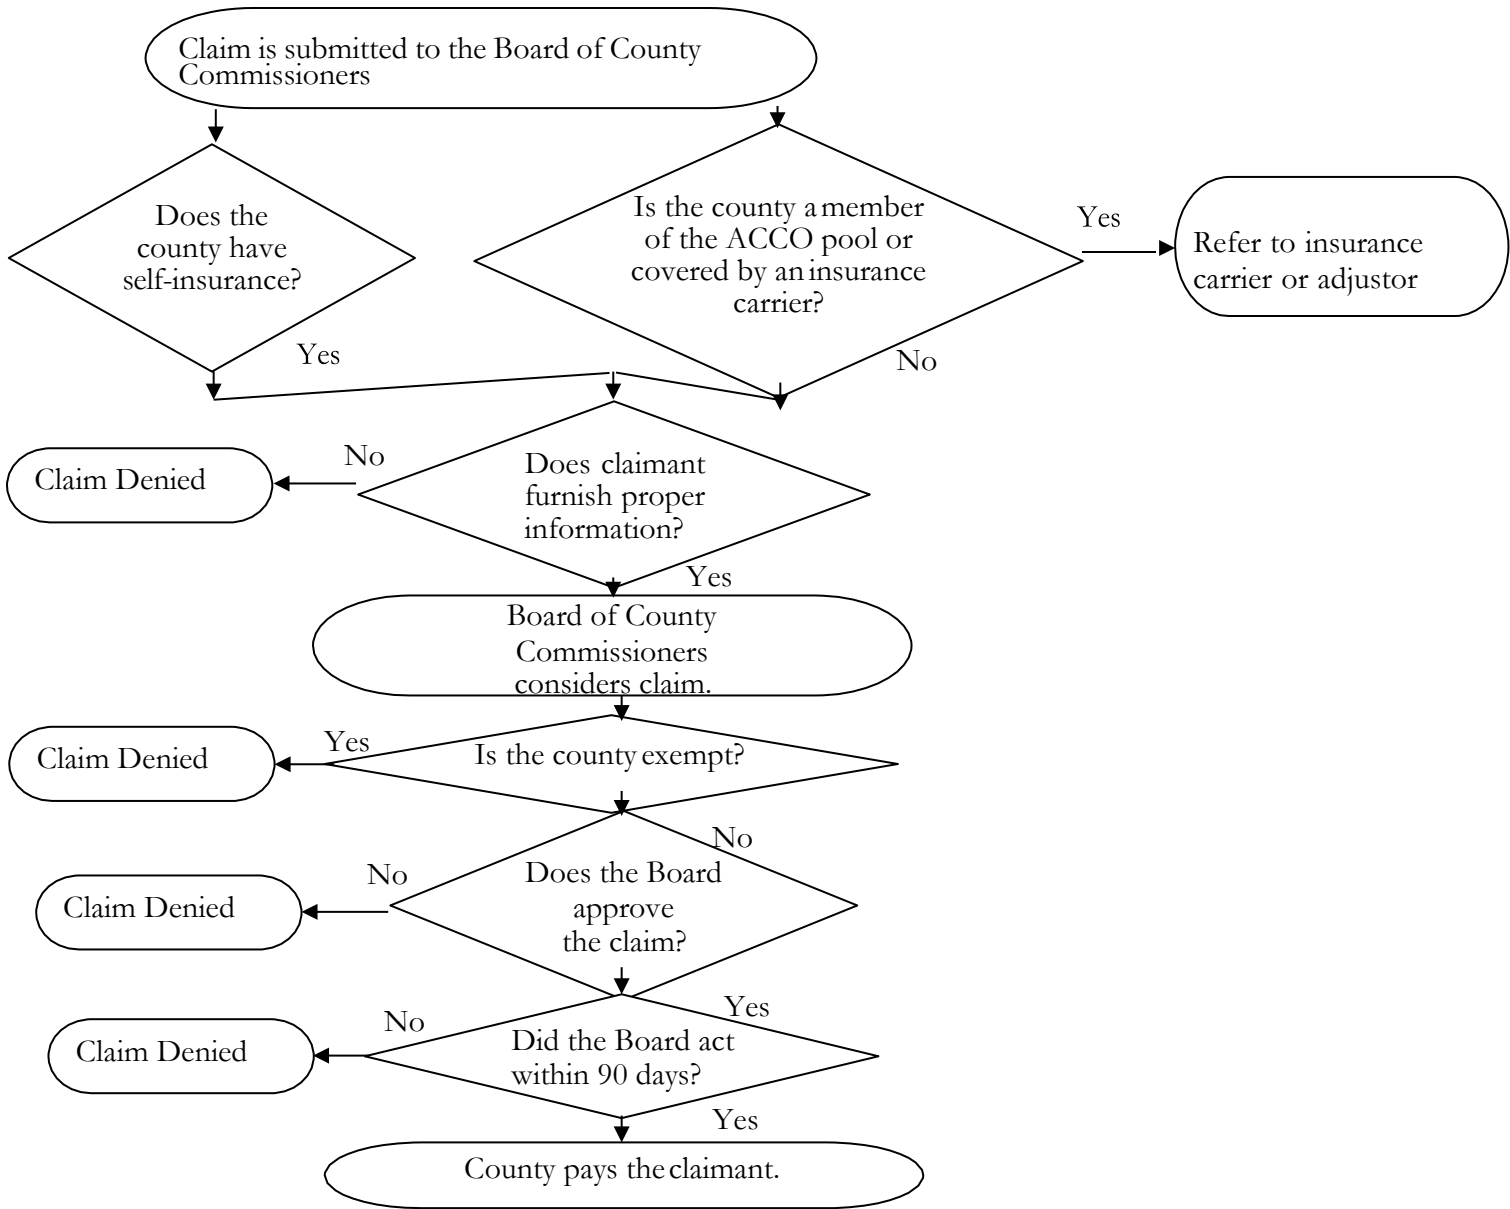 Claim is submitted to the Board of County
Commissioners
Does the
county have
self-insurance?
Yes
Is the county a member
of the ACCO pool or
covered by an insurance
carrier?
Yes
Refer to insurance
carrier or adjustor
No
Claim Denied
No
Does claimant
furnish proper
information?
Yes
Board of County
Commissioners
considers claim.
Claim Denied
Yes
Is the county exempt?
No
Claim Denied
No
Does the Board
approve
the claim?
Yes
Claim Denied
No
Did the Board act
within 90 days?
Yes
County pays the claimant.